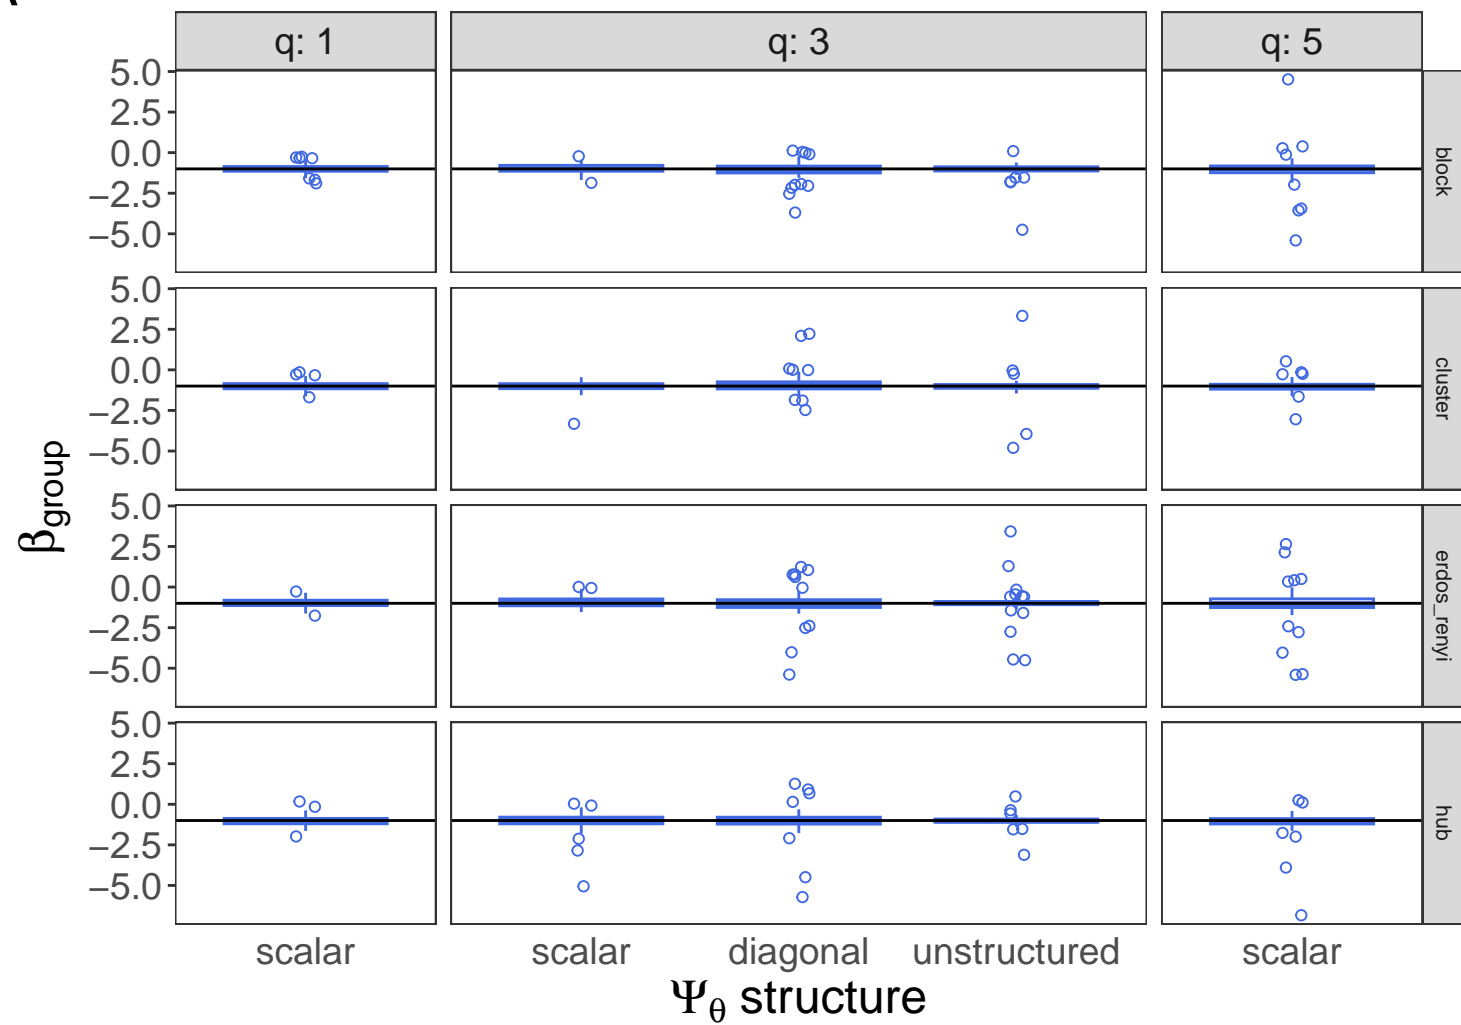 q: 1
q: 3
q: 5
5.0
2.5
0.0
−2.5
−5.0
block
5.0
2.5
0.0
−2.5
−5.0
cluster
5.0
2.5
0.0
−2.5
−5.0
erdos_renyi
5.0
2.5
0.0
−2.5
−5.0
hub
βgroup
scalar
scalar
diagonal
unstructured
scalar
Ψθ structure